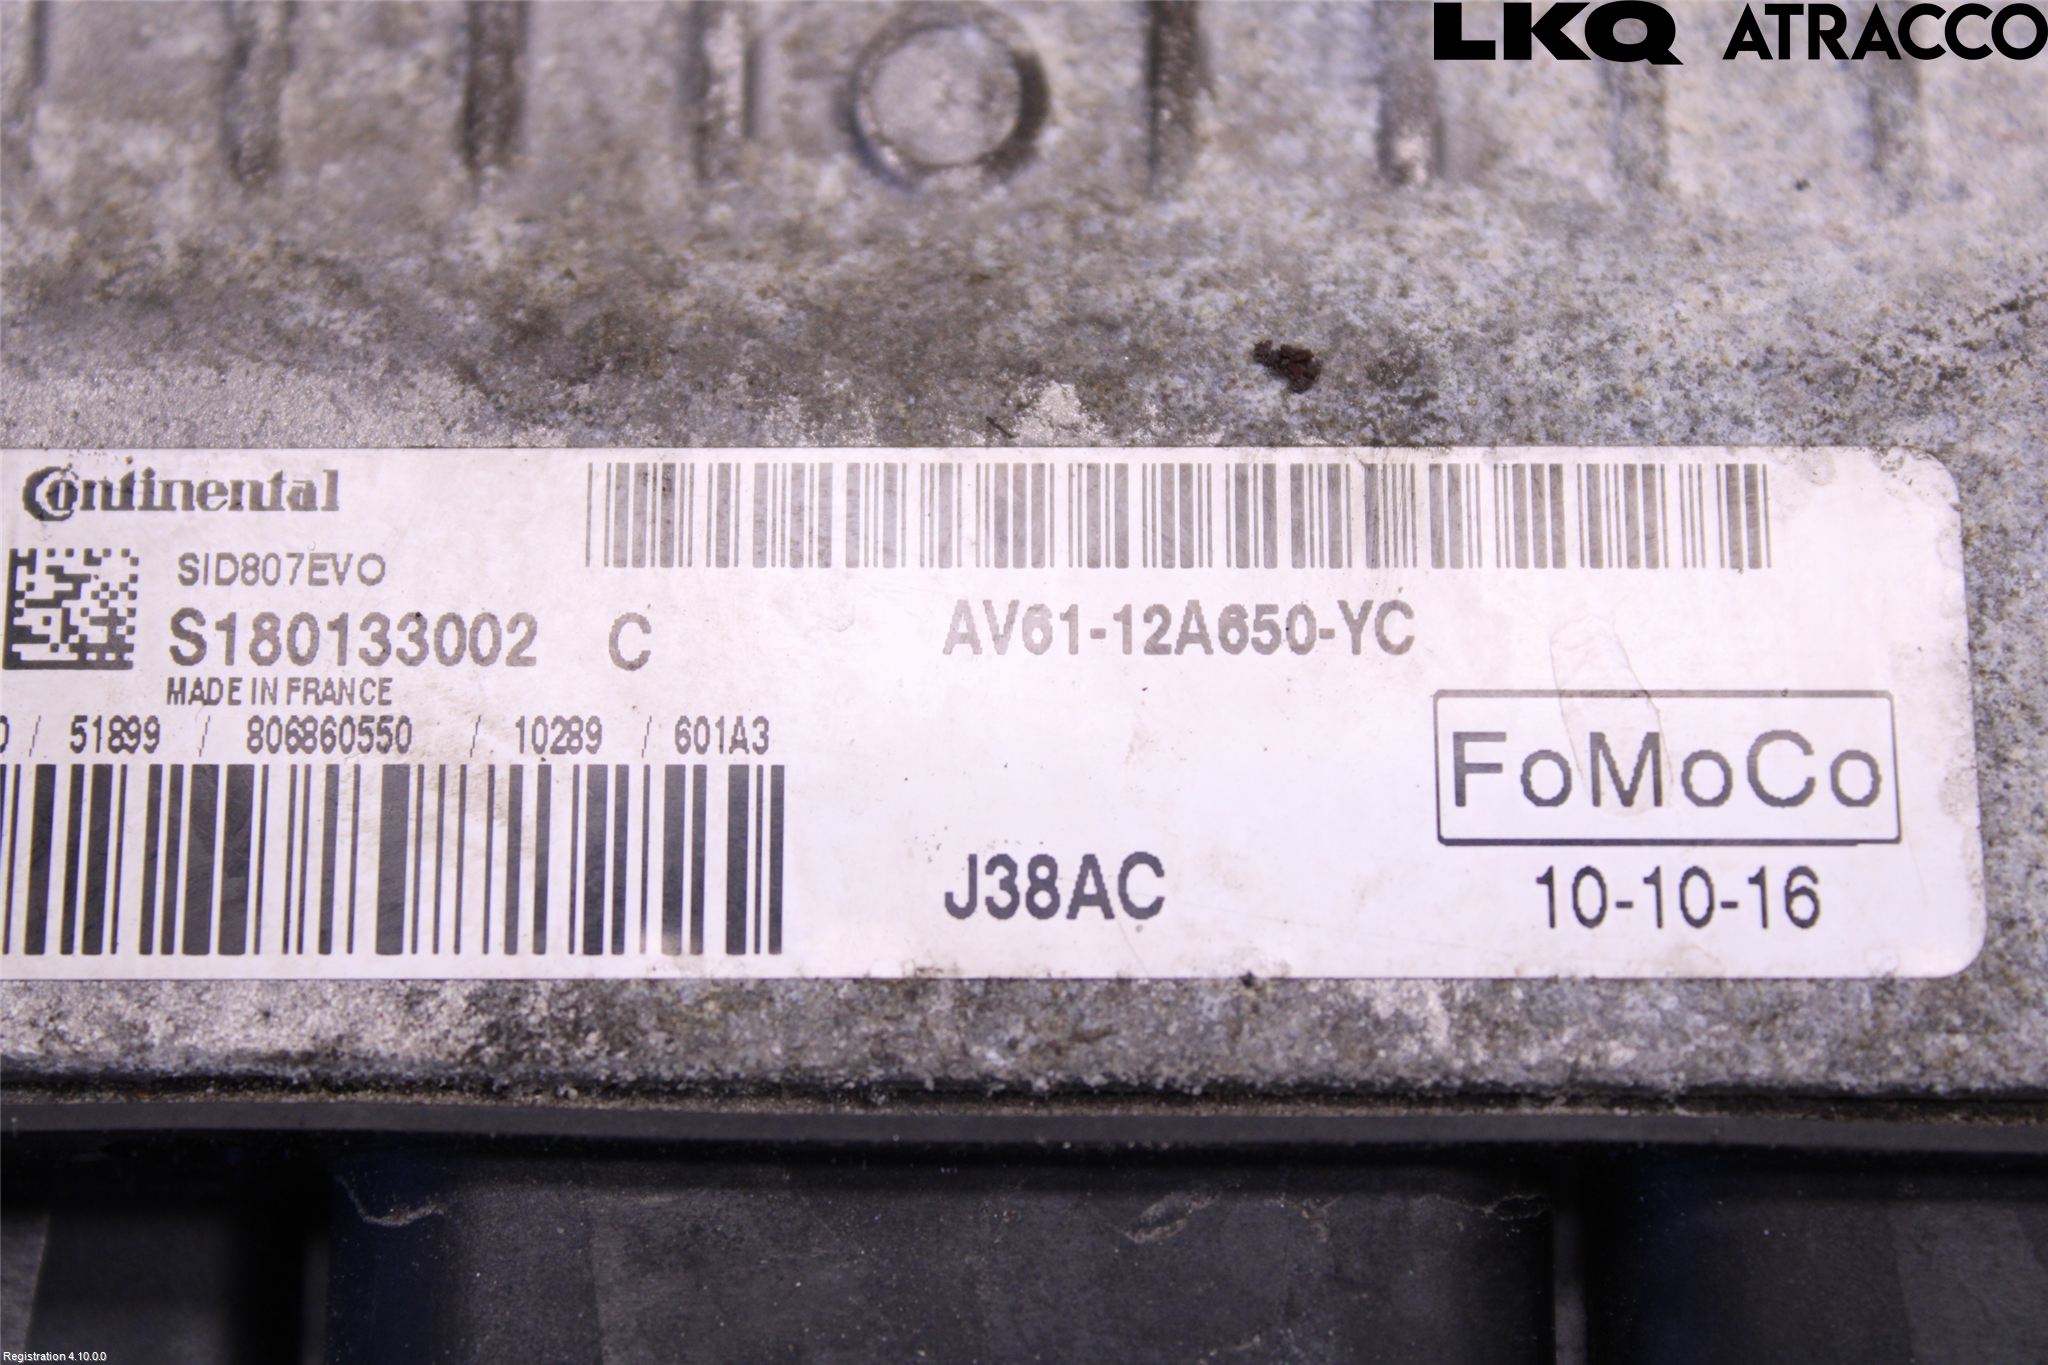 LKQ ATRACCO
Continental
SID807EVO
S180133002 C
MADE IN FRANCE
/ 51899 / 806860550 / 10289 / 601A3
AV61-12A650-YC
FoMoCo
J38AC
10-10-16
Registration 4.10.0.0